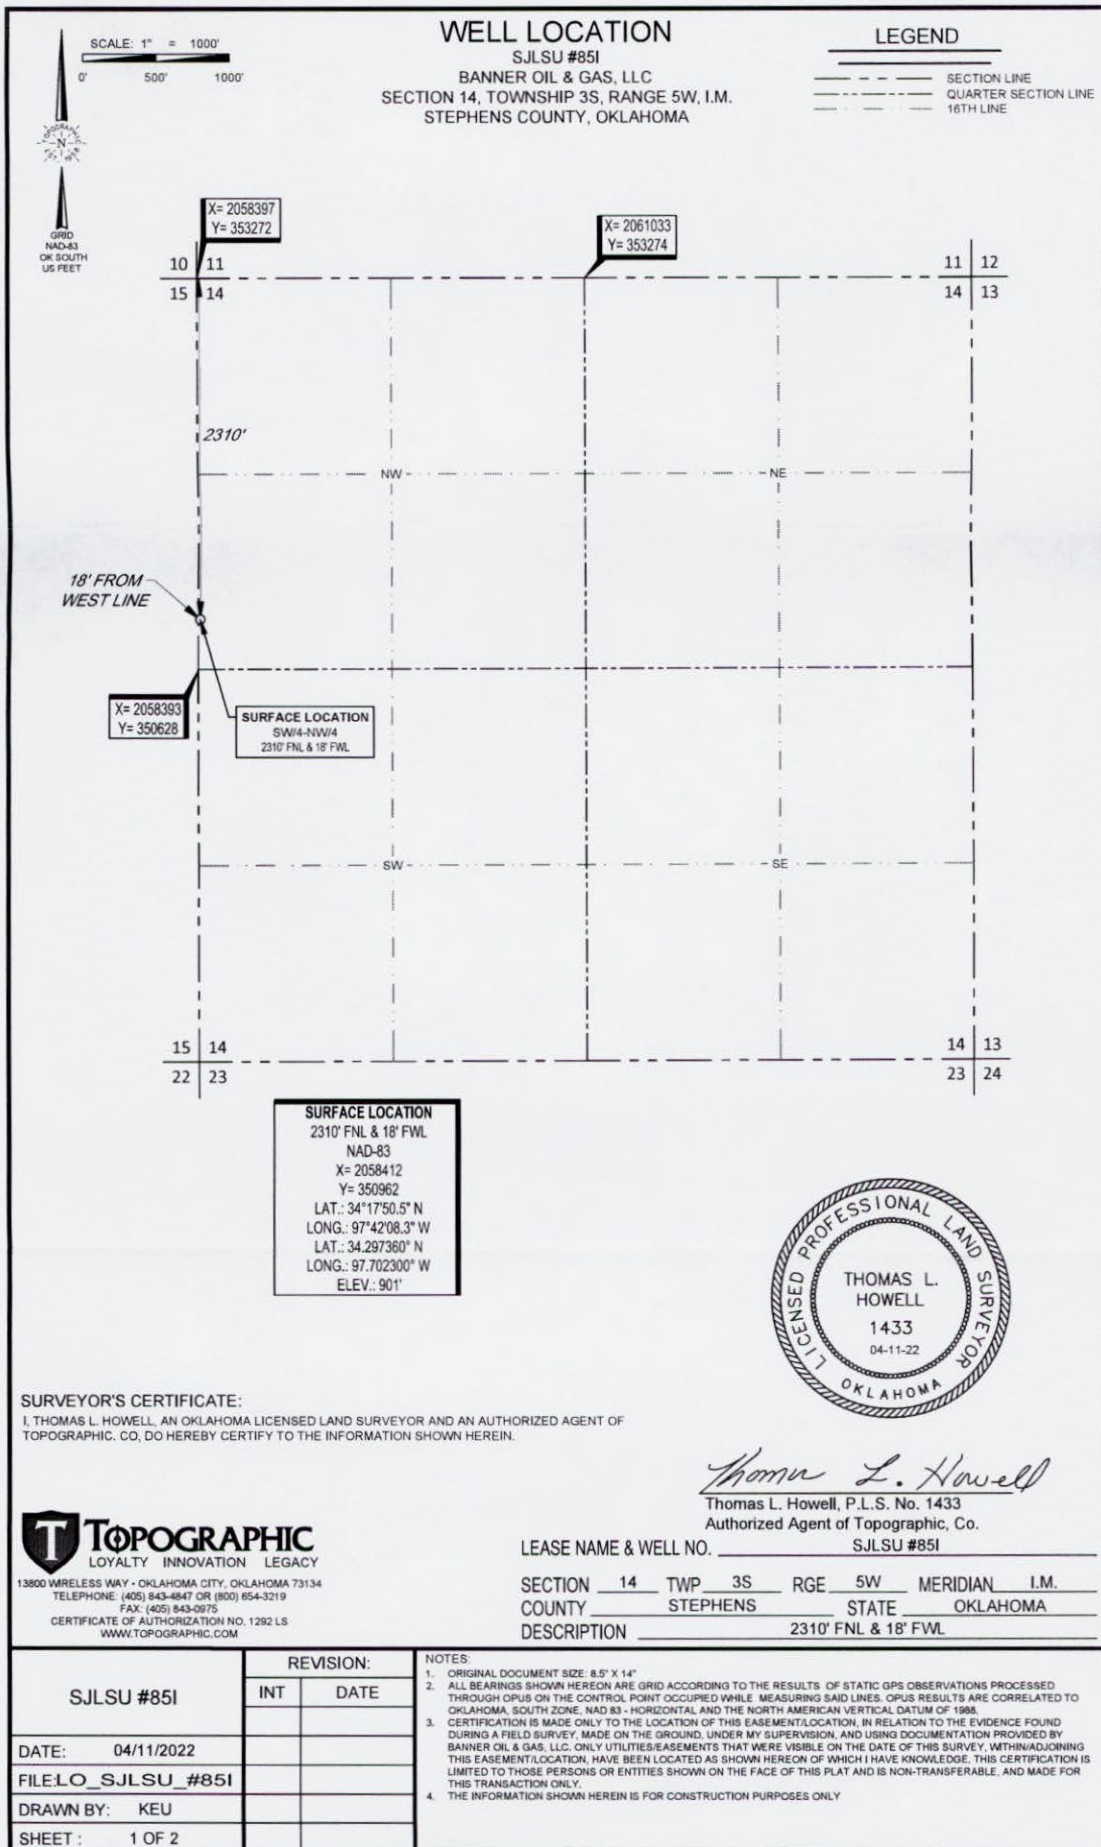 WELL LOCATION
SJLSU #85I
BANNER OIL & GAS, LLC
SECTION 14, TOWNSHIP 3S, RANGE 5W, I.M.
STEPHENS COUNTY, OKLAHOMA
SCALE: 1" = 1000'
0' 500' 1000'
N
GRID
NAD-83
OK SOUTH
US FEET
LEGEND
SECTION LINE
QUARTER SECTION LINE
16TH LINE
X= 2058397
Y= 353272
X= 2061033
Y= 353274
10 11
15 14
11 12
14 13
2310'
NW
NE
18' FROM
WEST LINE
X= 2058393
Y= 350628
SURFACE LOCATION
SW/4-NW/4
2310' FNL & 18' FWL
SW
SE
15 14
22 23
14 13
23 24
SURFACE LOCATION
2310' FNL & 18' FWL
NAD-83
X= 2058412
Y= 350962
LAT.: 34°17'50.5" N
LONG.: 97°42'08.3" W
LAT.: 34.297360° N
LONG.: 97.702300° W
ELEV.: 901'
LICENSED PROFESSIONAL LAND SURVEYOR
THOMAS L.
HOWELL
1433
04-11-22
OKLAHOMA
SURVEYOR'S CERTIFICATE:
I, THOMAS L. HOWELL, AN OKLAHOMA LICENSED LAND SURVEYOR AND AN AUTHORIZED AGENT OF
TOPOGRAPHIC. CO, DO HEREBY CERTIFY TO THE INFORMATION SHOWN HEREIN.
Thomas L. Howell
Thomas L. Howell, P.L.S. No. 1433
Authorized Agent of Topographic, Co.
T TOPOGRAPHIC
LOYALTY INNOVATION LEGACY
13800 WIRELESS WAY • OKLAHOMA CITY, OKLAHOMA 73134
TELEPHONE: (405) 843-4847 OR (800) 654-3219
FAX: (405) 843-0975
CERTIFICATE OF AUTHORIZATION NO. 1292 LS
WWW.TOPOGRAPHIC.COM
LEASE NAME & WELL NO. SJLSU #85I
SECTION 14 TWP 3S RGE 5W MERIDIAN I.M.
COUNTY STEPHENS STATE OKLAHOMA
DESCRIPTION 2310' FNL & 18' FWL
SJLSU #85I
REVISION:
INT DATE
DATE: 04/11/2022
FILE:LO_SJLSU_#85I
DRAWN BY: KEU
SHEET : 1 OF 2
NOTES:
1. ORIGINAL DOCUMENT SIZE: 8.5" X 14"
2. ALL BEARINGS SHOWN HEREON ARE GRID ACCORDING TO THE RESULTS OF STATIC GPS OBSERVATIONS PROCESSED
THROUGH OPUS ON THE CONTROL POINT OCCUPIED WHILE MEASURING SAID LINES. OPUS RESULTS ARE CORRELATED TO
OKLAHOMA, SOUTH ZONE, NAD 83 - HORIZONTAL AND THE NORTH AMERICAN VERTICAL DATUM OF 1988.
3. CERTIFICATION IS MADE ONLY TO THE LOCATION OF THIS EASEMENT/LOCATION, IN RELATION TO THE EVIDENCE FOUND
DURING A FIELD SURVEY, MADE ON THE GROUND, UNDER MY SUPERVISION, AND USING DOCUMENTATION PROVIDED BY
BANNER OIL & GAS, LLC. ONLY UTILITIES/EASEMENTS THAT WERE VISIBLE ON THE DATE OF THIS SURVEY, WITHIN/ADJOINING
THIS EASEMENT/LOCATION, HAVE BEEN LOCATED AS SHOWN HEREON OF WHICH I HAVE KNOWLEDGE. THIS CERTIFICATION IS
LIMITED TO THOSE PERSONS OR ENTITIES SHOWN ON THE FACE OF THIS PLAT AND IS NON-TRANSFERABLE, AND MADE FOR
THIS TRANSACTION ONLY.
4. THE INFORMATION SHOWN HEREIN IS FOR CONSTRUCTION PURPOSES ONLY